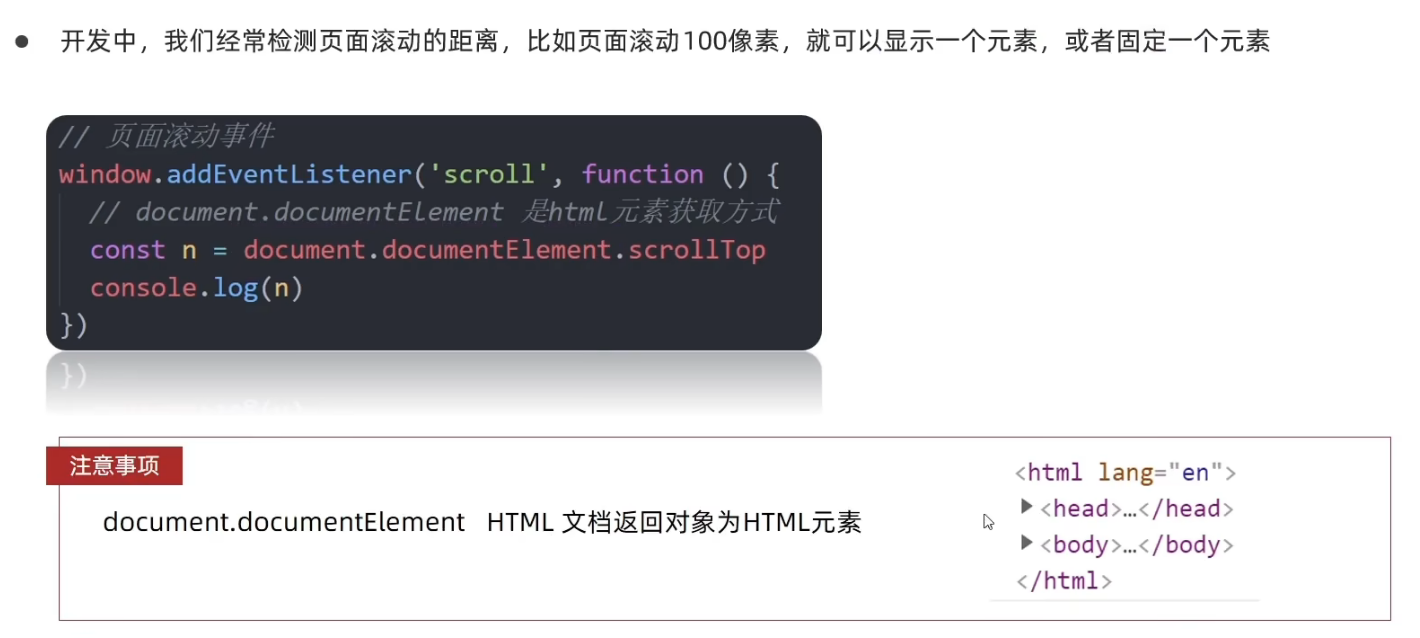 ● 开发中，我们经常检测页面滚动的距离，比如页面滚动100像素，就可以显示一个元素，或者固定一个元素
// 页面滚动事件
window.addEventListener('scroll', function () {
// document.documentElement 是html元素获取方式
const n = document.documentElement.scrollTop
console.log(n)
})
})
注意事项
document.documentElement HTML 文档返回对象为HTML元素
<html lang="en">
▶<head>…</head>
▶<body>…</body>
</html>